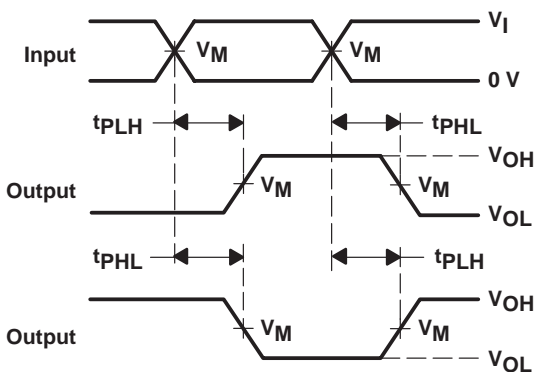 Input VM VM VI
0 V
tPLH tPHL
Output VM VM VOH
VOL
tPHL tPLH
Output VM VM VOH
VOL